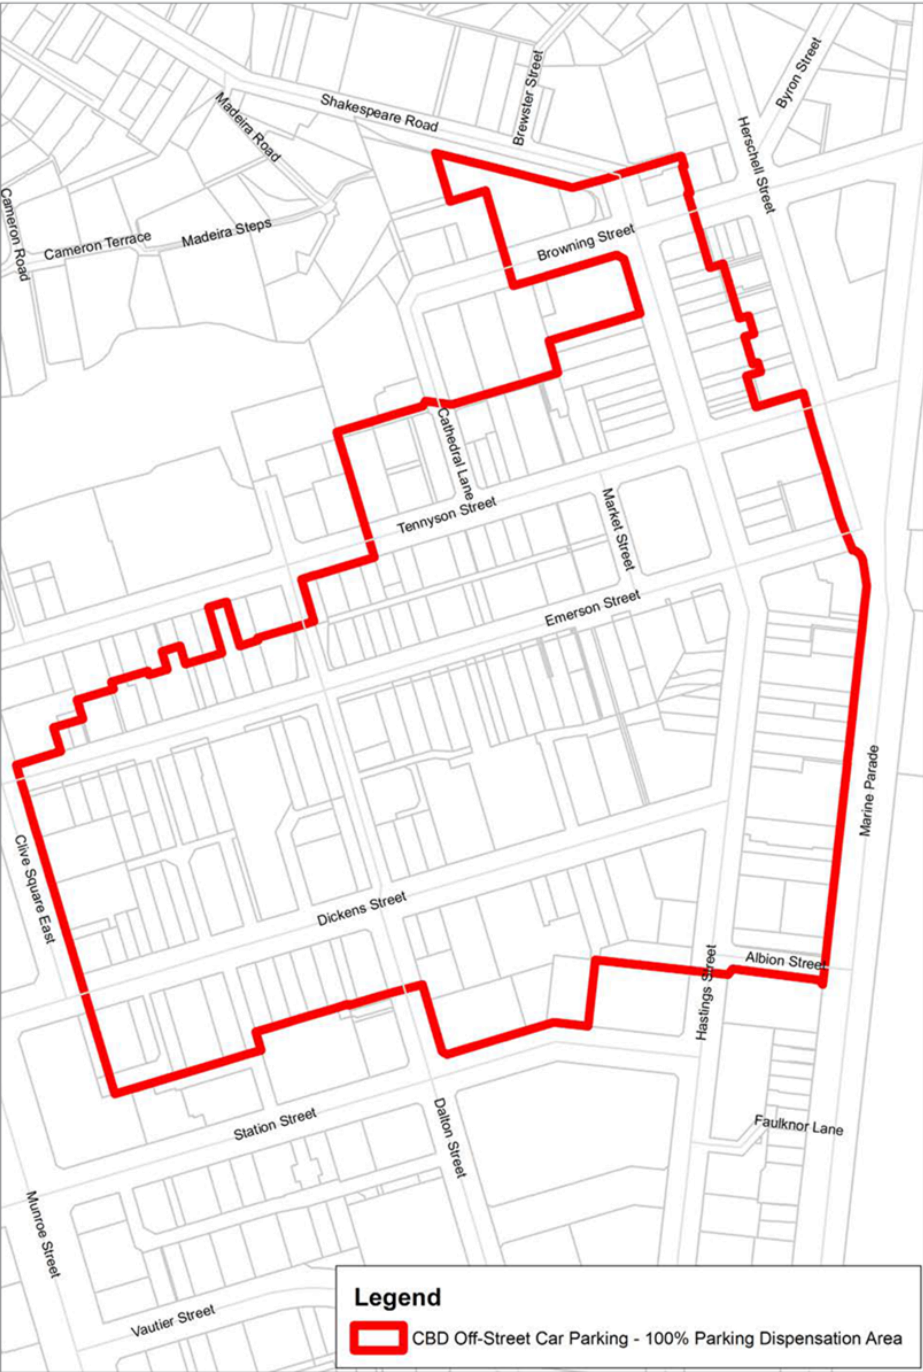 Byron Street
Brewster Street
Shakespeare Road
Madeira Road
Herschell Street
Cameron Road
Madeira Steps
Cameron Terrace
Browning Street
Cathedral Lane
Tennyson Street
Market Street
Emerson Street
Marine Parade
Clive Square East
Dickens Street
Albion Street
Hastings Street
Station Street
Dalton Street
Faulknor Lane
Munroe Street
Vautier Street
Legend
CBD Off-Street Car Parking - 100% Parking Dispensation Area